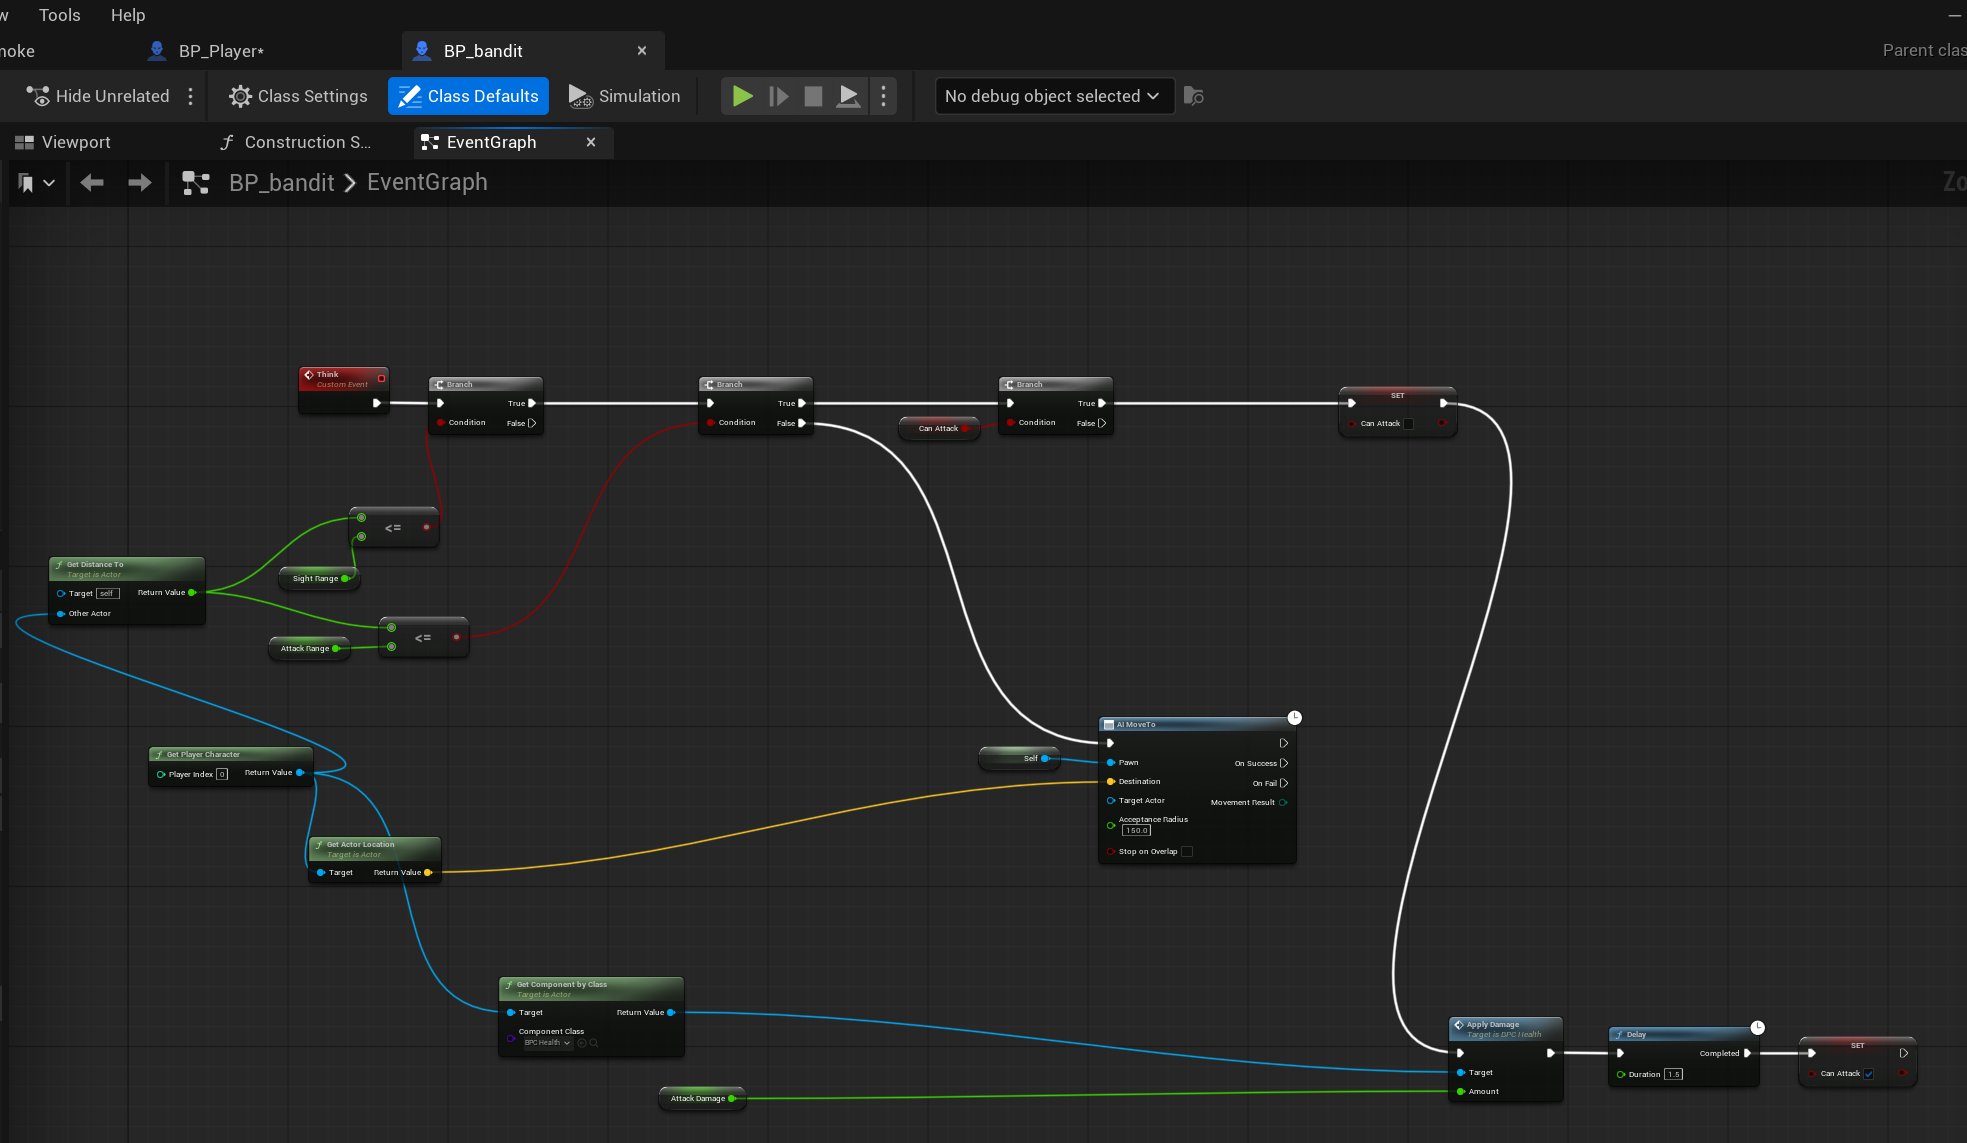 w Tools Help
noke
BP_Player*
BP_bandit
Parent clas
Hide Unrelated
Class Settings
Class Defaults
Simulation
No debug object selected
Viewport
Construction S...
EventGraph
BP_bandit > EventGraph
Zo
Think
Custom Event
Branch
True
Condition
False
Branch
True
Condition
False
Can Attack
Branch
True
Condition
False
SET
Can Attack
<=
Sight Range
Get Distance To
Target is Actor
Target self
Return Value
Other Actor
<=
Attack Range
Get Player Character
Player Index 0
Return Value
Get Actor Location
Target is Actor
Target
Return Value
Self
AI MoveTo
Pawn
On Success
Destination
On Fail
Target Actor
Movement Result
Acceptance Radius
150.0
Stop on Overlap
Get Component by Class
Target is Actor
Target
Return Value
Component Class
BPC Health
Attack Damage
Apply Damage
Target is BPC Health
Target
Amount
Delay
Completed
Duration 1.5
SET
Can Attack